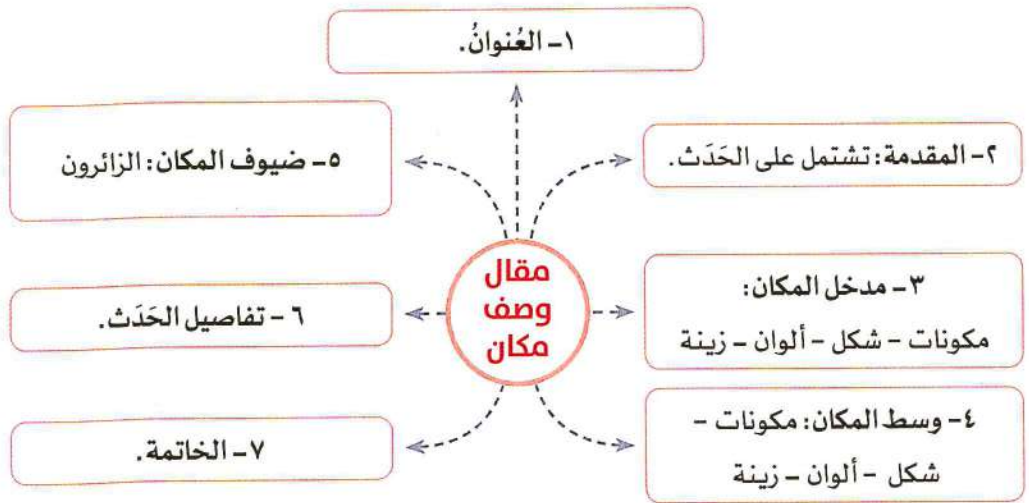 ١- العُنوانُ.
٢- المقدمة: تشتمل على الحَدَث.
٣- مدخل المكان:
مكونات - شكل - ألوان - زينة
٤- وسط المكان: مكونات -
شكل - ألوان - زينة
٥- ضيوف المكان: الزائرون
٦- تفاصيل الحَدَث.
٧- الخاتمة.
مقال
وصف
مكان